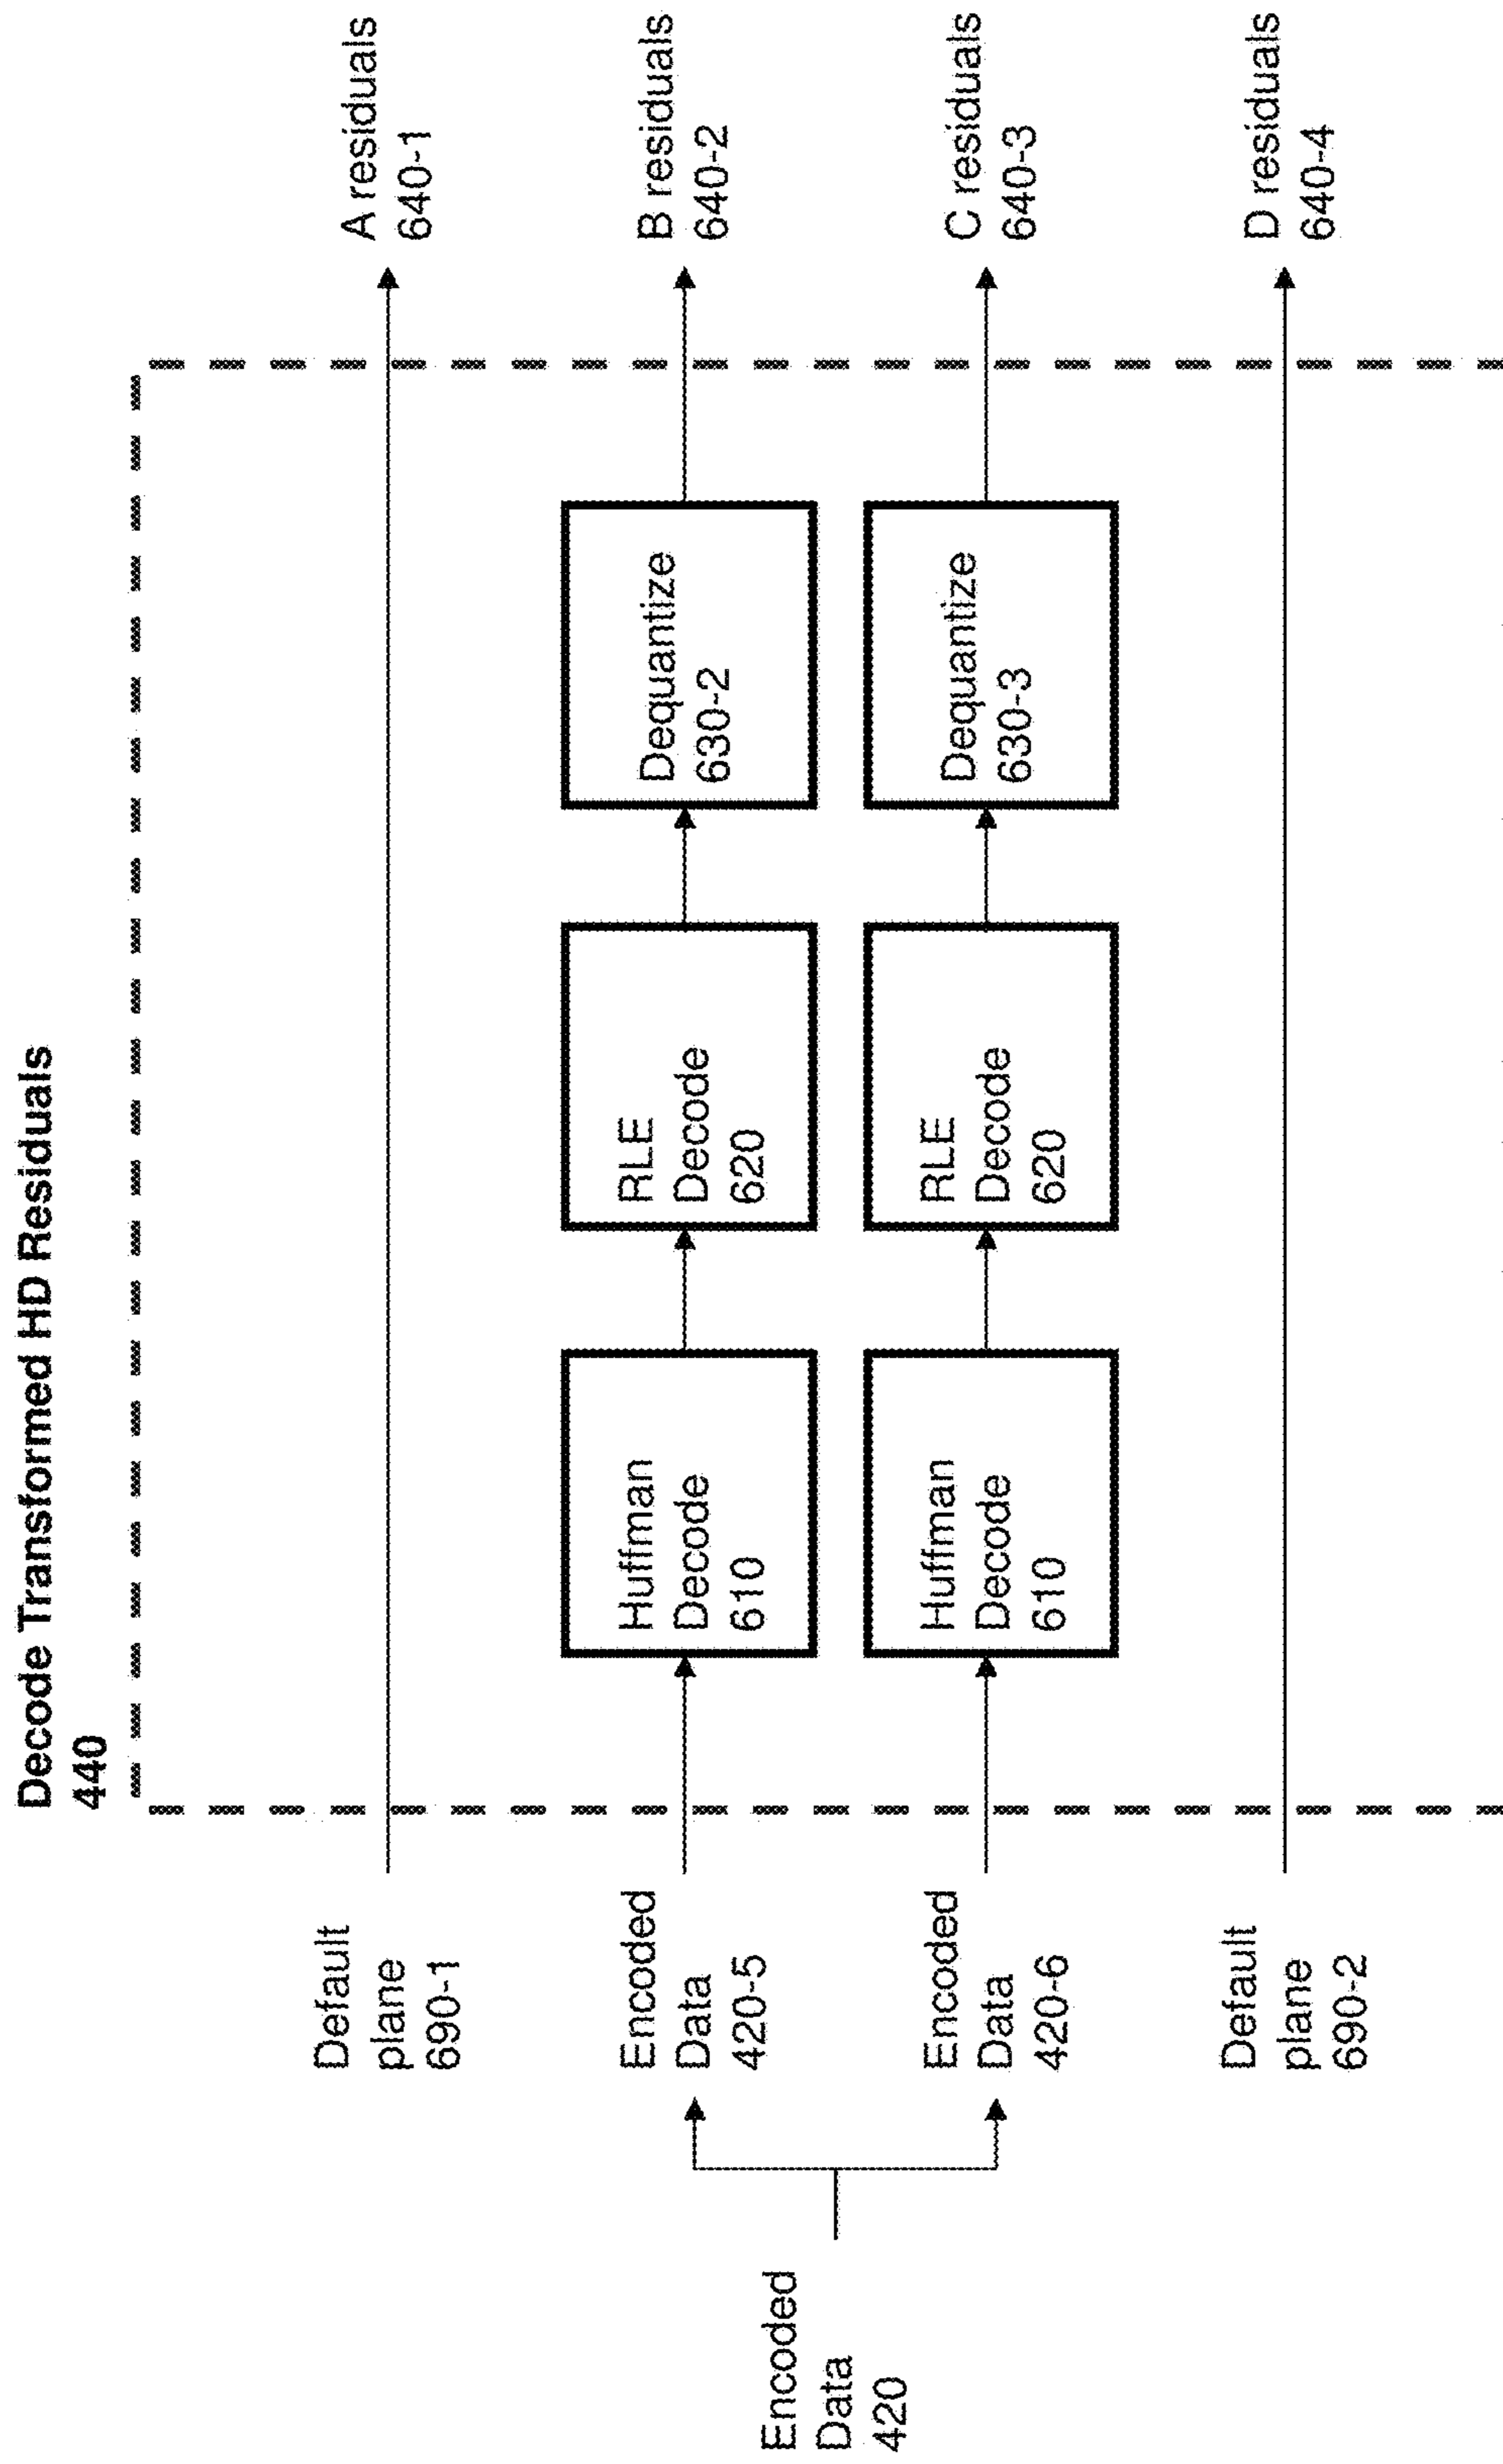 Decode Transformed HD Residuals
440
Encoded
Data
420
Default
plane
690-1
A residuals
640-1
Encoded
Data
420-5
Huffman
Decode
610
RLE
Decode
620
Dequantize
630-2
B residuals
640-2
Encoded
Data
420-6
Huffman
Decode
610
RLE
Decode
620
Dequantize
630-3
C residuals
640-3
Default
plane
690-2
D residuals
640-4